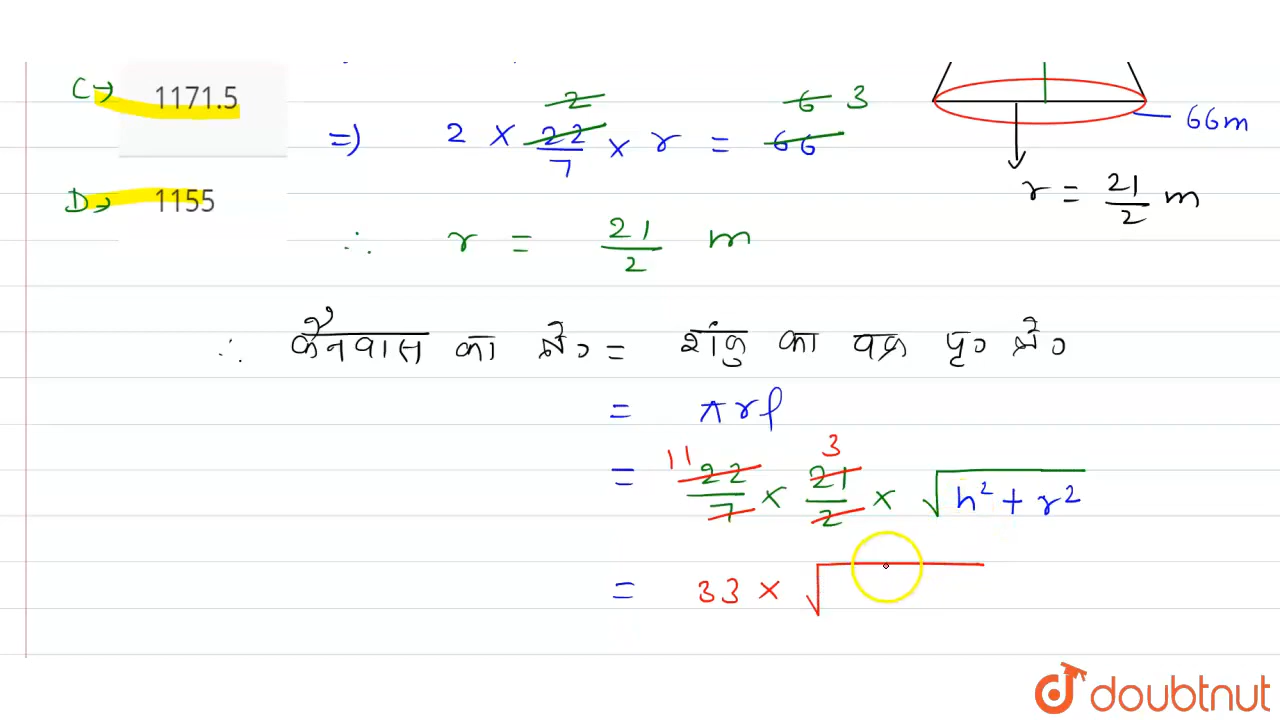 C→ 1171.5
2 6 3
=) 2 × 22/7 × r = 66
66m
r = 21/2 m
D→ 1155
∴ r = 21/2 m
∴ कैनवास का क्षे० = शंकु का वक्र पृ० क्षे०
= πrl
11 3
= 22/7 × 21/2 × √h²+r²
= 33 × √
doubtnut